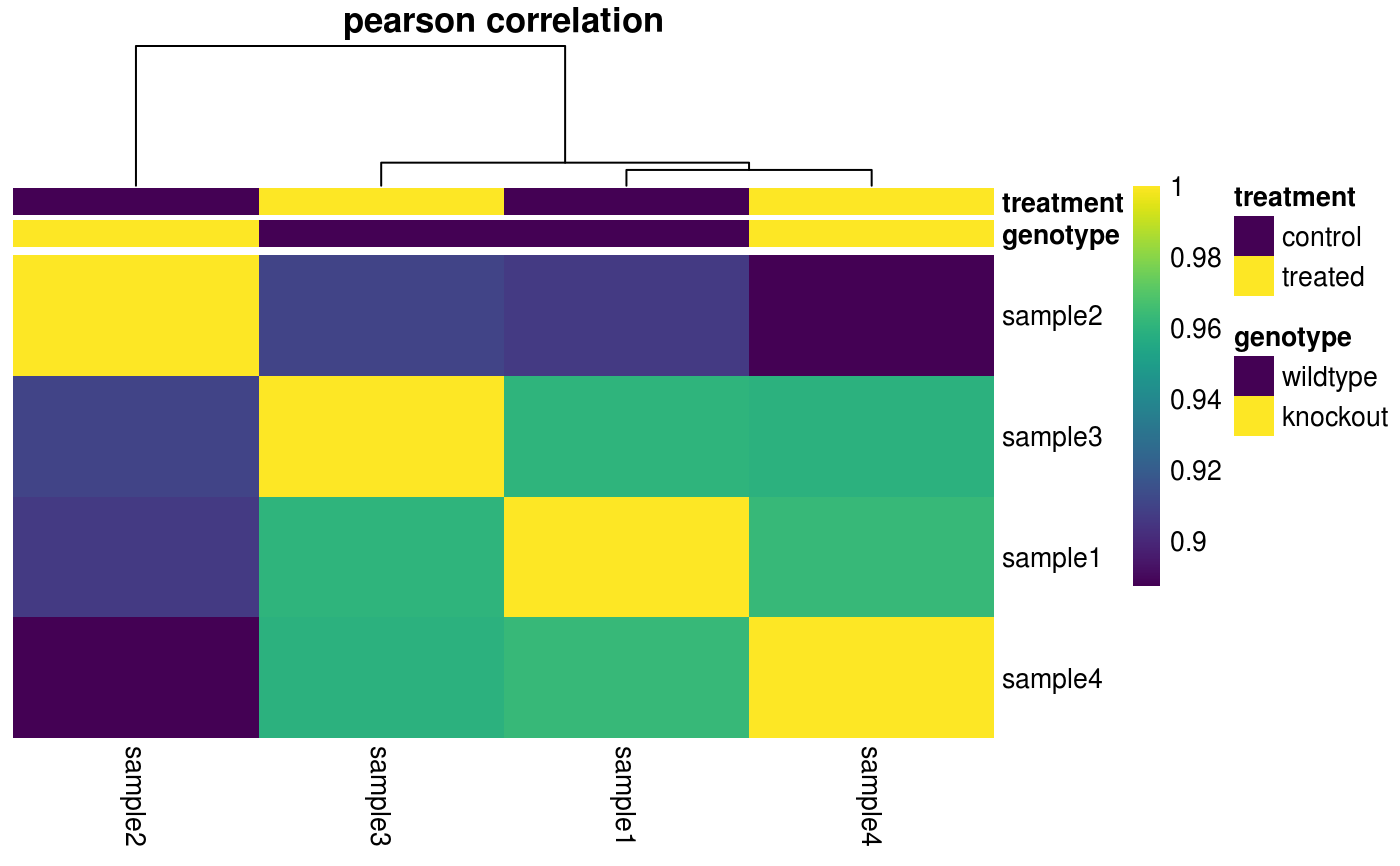 pearson correlation
treatment
genotype
sample2
sample3
sample1
sample4
sample2
sample3
sample1
sample4
1
0.98
0.96
0.94
0.92
0.9
treatment
control
treated
genotype
wildtype
knockout